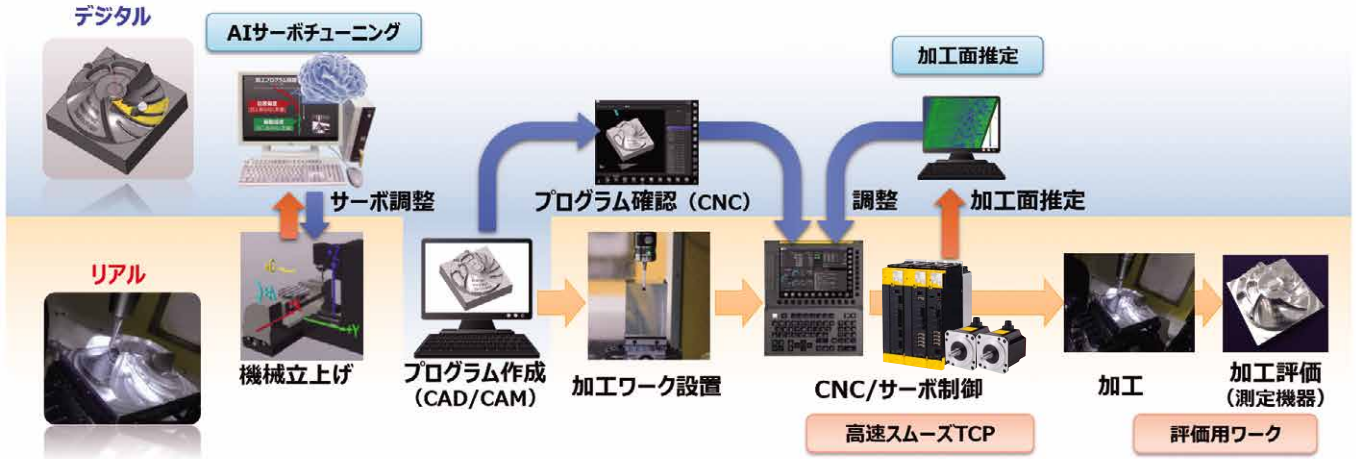 デジタル
AIサーボチューニング
加工面推定
サーボ調整
プログラム確認（CNC）
調整
加工面推定
リアル
機械立上げ
プログラム作成
（CAD/CAM）
加工ワーク設置
CNC/サーボ制御
加工
加工評価
（測定機器）
高速スムーズTCP
評価用ワーク